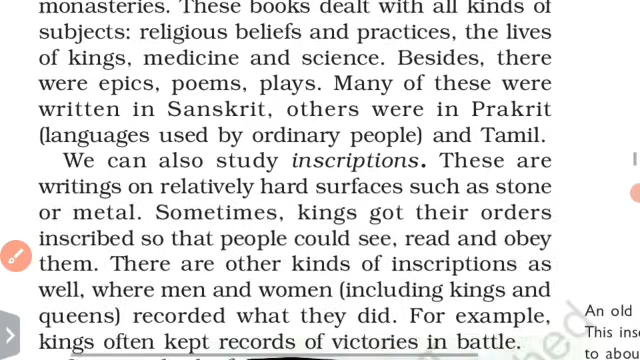 monasteries. These books dealt with all kinds of
subjects: religious beliefs and practices, the lives
of kings, medicine and science. Besides, there
were epics, poems, plays. Many of these were
written in Sanskrit, others were in Prakrit
(languages used by ordinary people) and Tamil.
We can also study inscriptions. These are
writings on relatively hard surfaces such as stone
or metal. Sometimes, kings got their orders
inscribed so that people could see, read and obey
them. There are other kinds of inscriptions as
well, where men and women (including kings and
queens) recorded what they did. For example,
kings often kept records of victories in battle.
An old
This ins
to abou